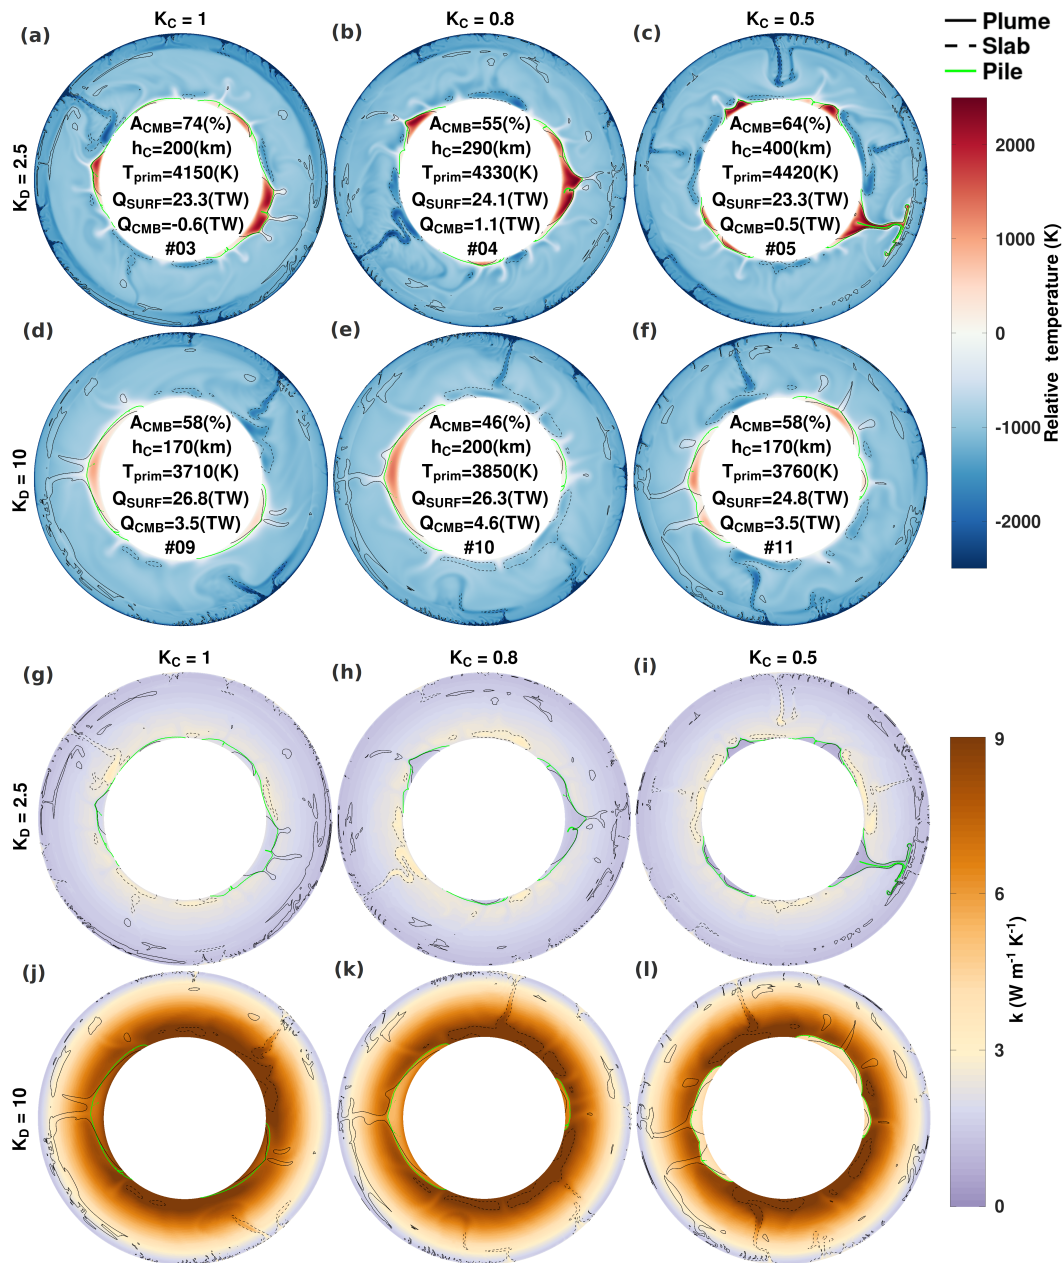 K_C = 1
K_C = 0.8
K_C = 0.5
Plume
Slab
Pile
(a)
(b)
(c)
K_D = 2.5
A_CMB=74(%)
h_C=200(km)
T_prim=4150(K)
Q_SURF=23.3(TW)
Q_CMB=-0.6(TW)
#03
A_CMB=55(%)
h_C=290(km)
T_prim=4330(K)
Q_SURF=24.1(TW)
Q_CMB=1.1(TW)
#04
A_CMB=64(%)
h_C=400(km)
T_prim=4420(K)
Q_SURF=23.3(TW)
Q_CMB=0.5(TW)
#05
(d)
(e)
(f)
K_D = 10
A_CMB=58(%)
h_C=170(km)
T_prim=3710(K)
Q_SURF=26.8(TW)
Q_CMB=3.5(TW)
#09
A_CMB=46(%)
h_C=200(km)
T_prim=3850(K)
Q_SURF=26.3(TW)
Q_CMB=4.6(TW)
#10
A_CMB=58(%)
h_C=170(km)
T_prim=3760(K)
Q_SURF=24.8(TW)
Q_CMB=3.5(TW)
#11
2000
1000
0
-1000
-2000
Relative temperature (K)
K_C = 1
K_C = 0.8
K_C = 0.5
(g)
(h)
(i)
K_D = 2.5
(j)
(k)
(l)
K_D = 10
9
6
3
0
k (W m⁻¹ K⁻¹)